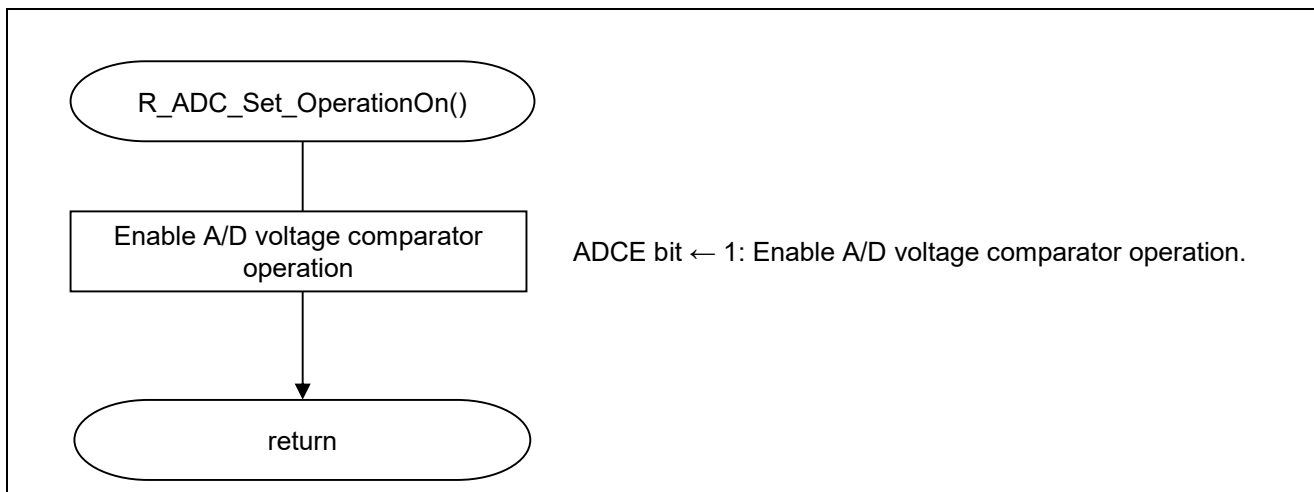 R_ADC_Set_OperationOn()
Enable A/D voltage comparator
operation
ADCE bit ← 1: Enable A/D voltage comparator operation.
return